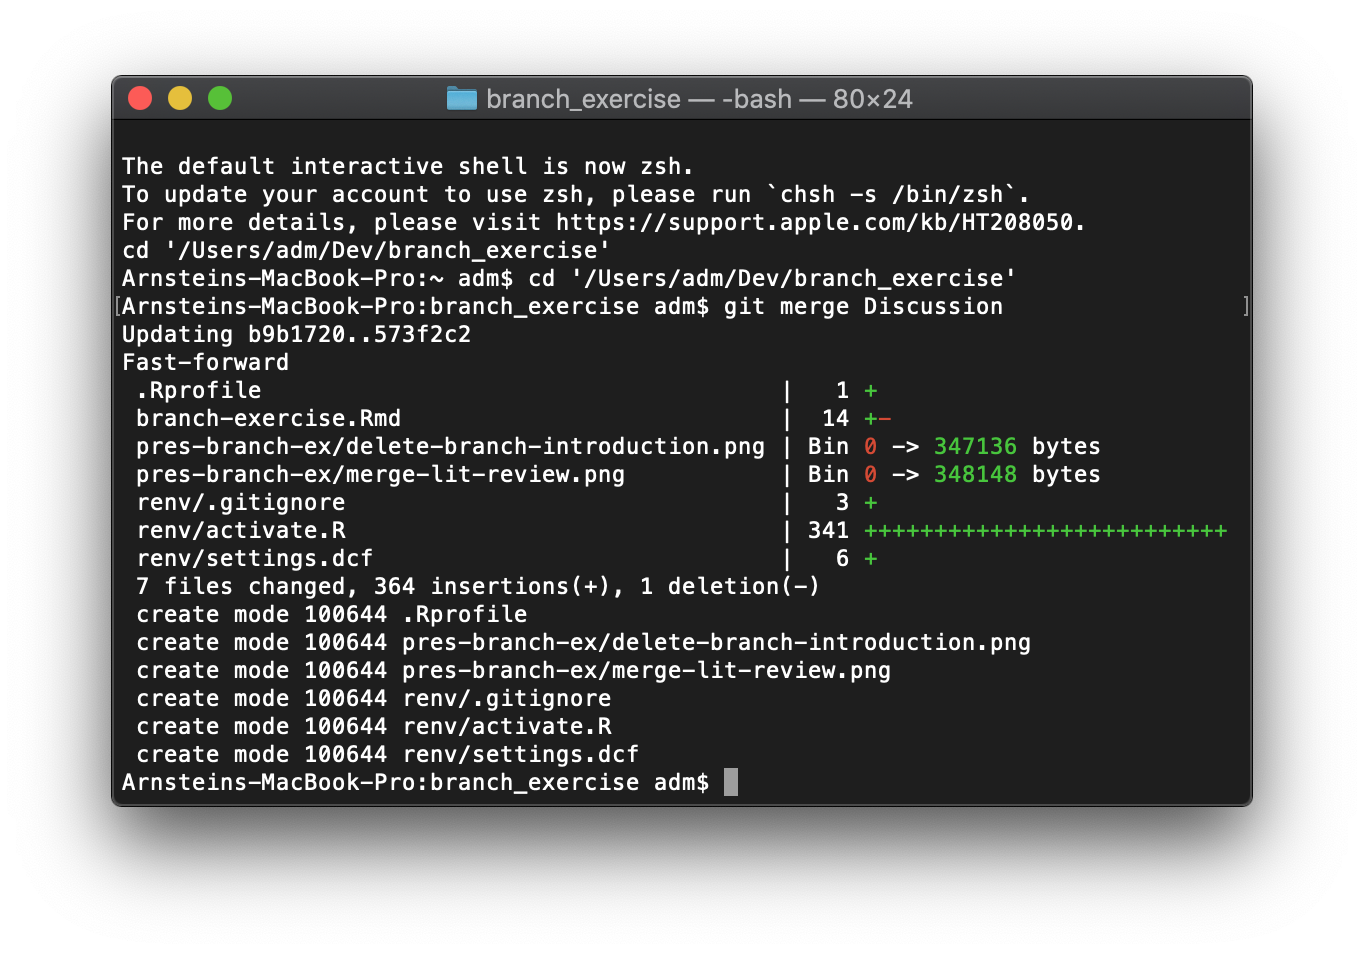 branch_exercise — -bash — 80×24
The default interactive shell is now zsh.
To update your account to use zsh, please run `chsh -s /bin/zsh`.
For more details, please visit https://support.apple.com/kb/HT208050.
cd '/Users/adm/Dev/branch_exercise'
Arnsteins-MacBook-Pro:~ adm$ cd '/Users/adm/Dev/branch_exercise'
[Arnsteins-MacBook-Pro:branch_exercise adm$ git merge Discussion ]
Updating b9b1720..573f2c2
Fast-forward
 .Rprofile                                     |   1 +
 branch-exercise.Rmd                           |  14 +-
 pres-branch-ex/delete-branch-introduction.png | Bin 0 -> 347136 bytes
 pres-branch-ex/merge-lit-review.png           | Bin 0 -> 348148 bytes
 renv/.gitignore                               |   3 +
 renv/activate.R                               | 341 ++++++++++++++++++++++++++
 renv/settings.dcf                             |   6 +
 7 files changed, 364 insertions(+), 1 deletion(-)
 create mode 100644 .Rprofile
 create mode 100644 pres-branch-ex/delete-branch-introduction.png
 create mode 100644 pres-branch-ex/merge-lit-review.png
 create mode 100644 renv/.gitignore
 create mode 100644 renv/activate.R
 create mode 100644 renv/settings.dcf
Arnsteins-MacBook-Pro:branch_exercise adm$